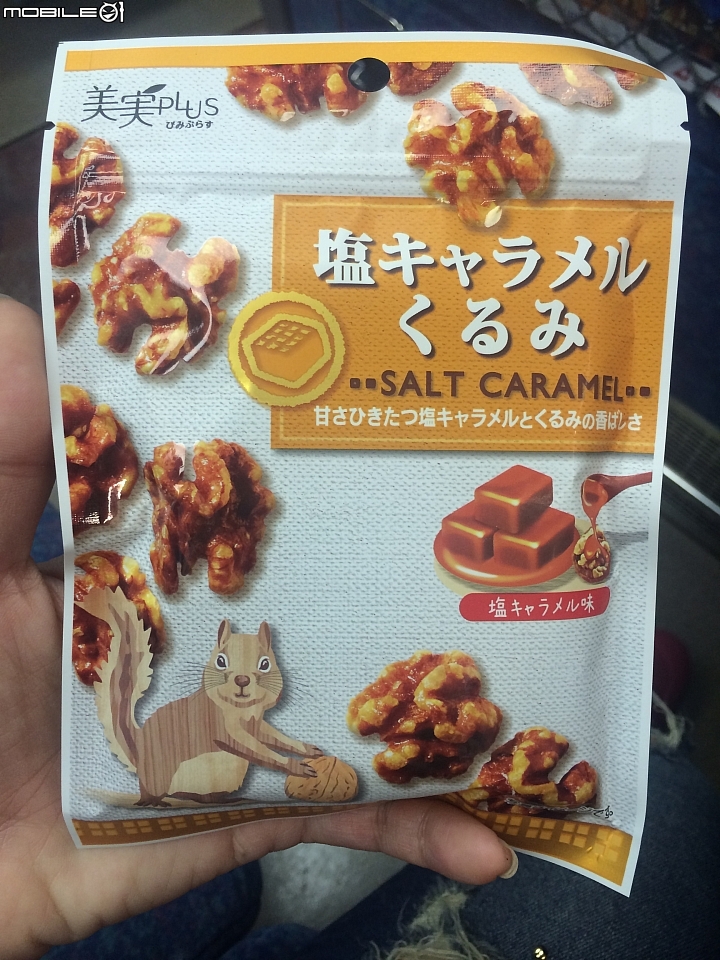 MOBILE01
美実PLUS
びみぷらす
塩キャラメル
くるみ
SALT CARAMEL
甘さひきたつ塩キャラメルとくるみの香ばしさ
塩キャラメル味